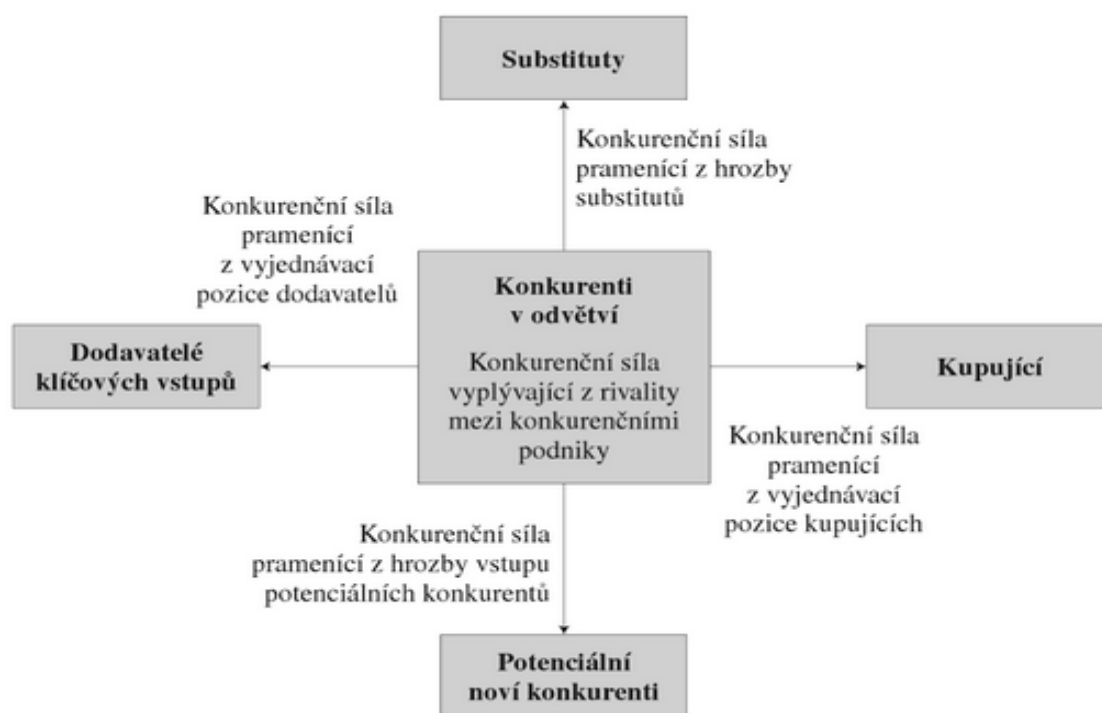 Substituty
Konkurenční síla
pramenící z hrozby
substitutů
Konkurenční síla
pramenící
z vyjednávací
pozice dodavatelů
Konkurenti
v odvětví
Konkurenční síla
vyplývající z rivality
mezi konkurenčními
podniky
Dodavatelé
klíčových vstupů
Kupující
Konkurenční síla
pramenící
z vyjednávací
pozice kupujících
Konkurenční síla
pramenící z hrozby vstupu
potenciálních konkurentů
Potenciální
noví konkurenti